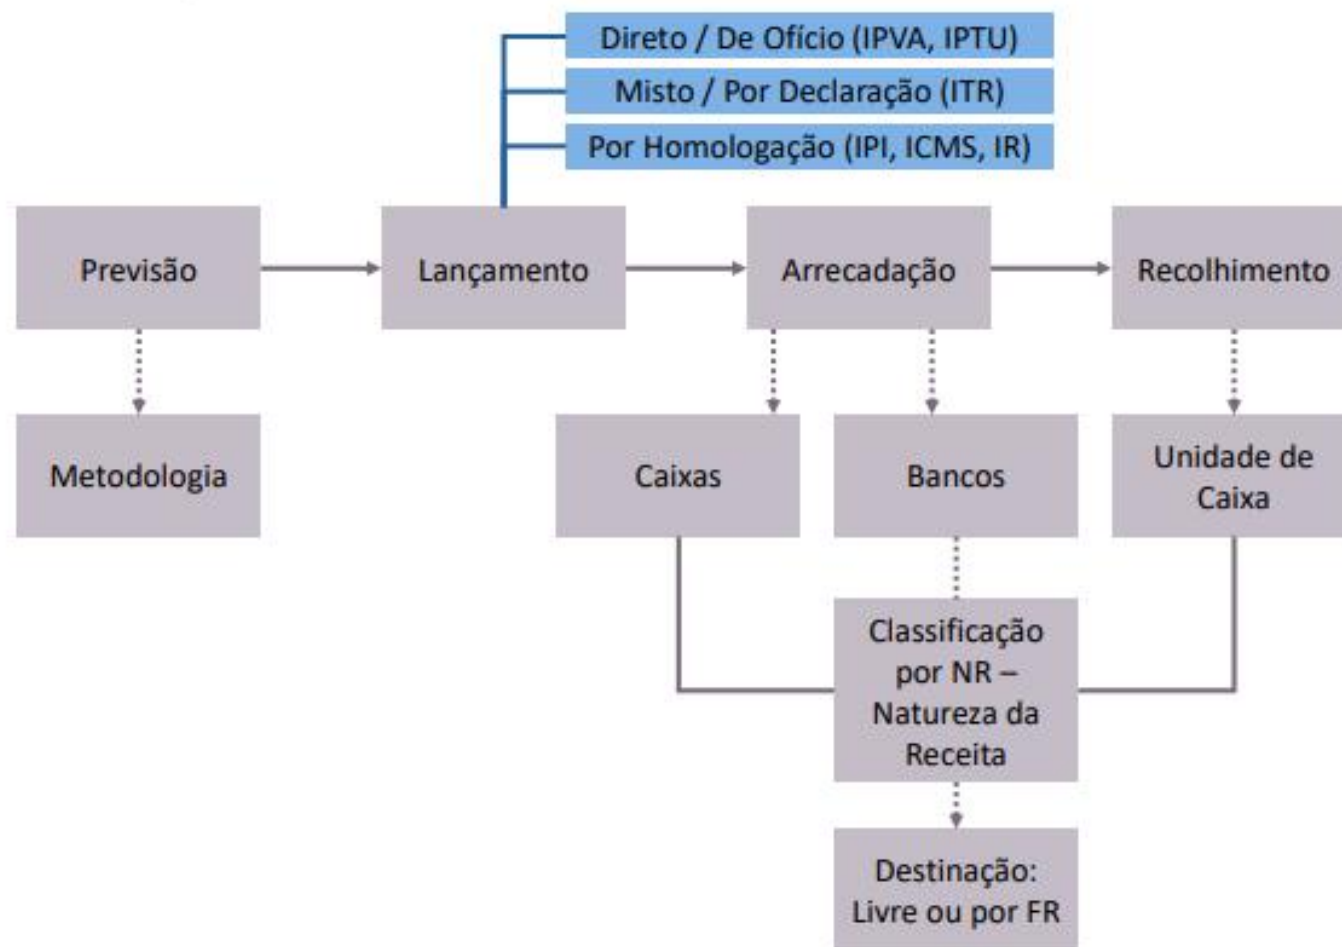 Direto / De Ofício (IPVA, IPTU)
Misto / Por Declaração (ITR)
Por Homologação (IPI, ICMS, IR)
Previsão
Lançamento
Arrecadação
Recolhimento
Metodologia
Caixas
Bancos
Unidade de
Caixa
Classificação
por NR –
Natureza da
Receita
Destinação:
Livre ou por FR